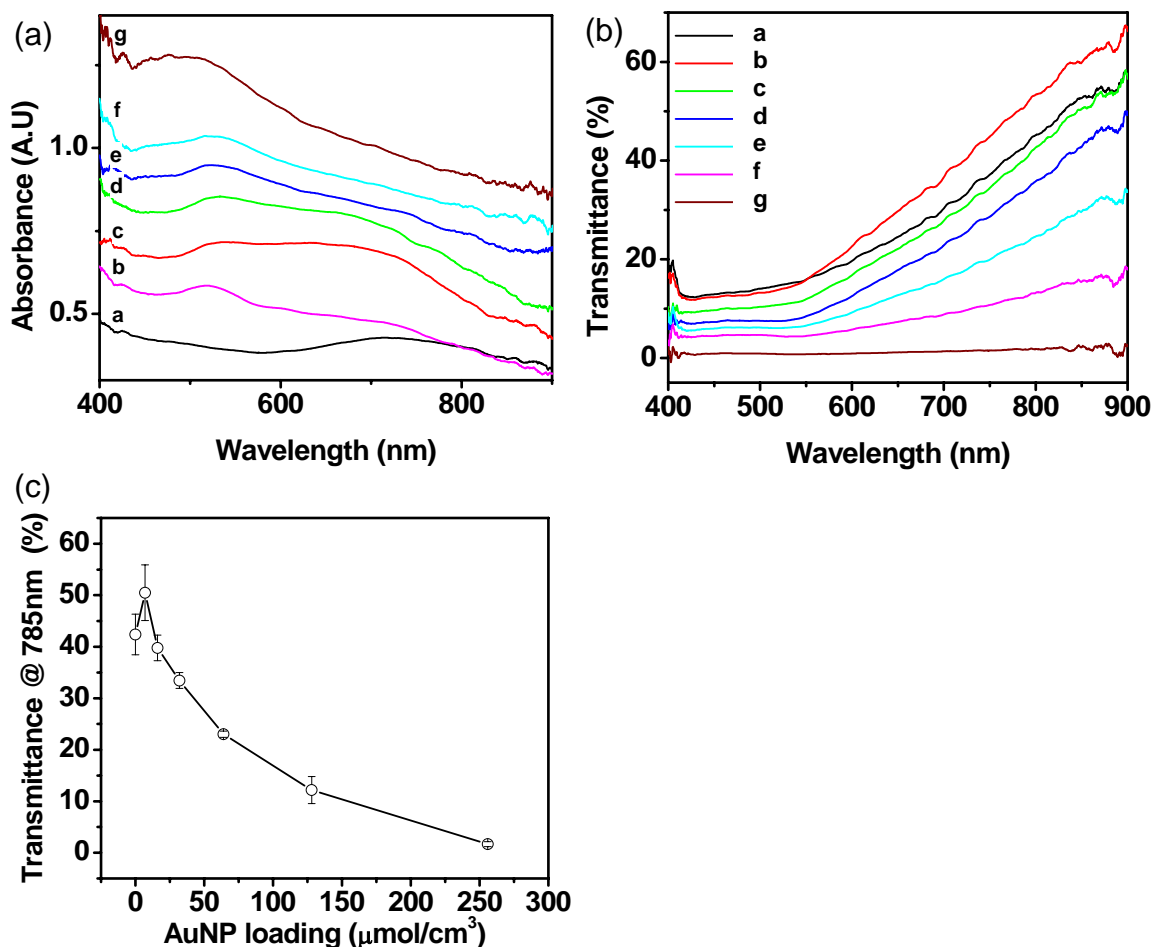 (a)
g
f
e
d
c
b
a
1.0
0.5
400
600
800
Absorbance (A.U)
Wavelength (nm)
(b)
a
b
c
d
e
f
g
60
40
20
0
400 500 600 700 800 900
Transmittance (%)
Wavelength (nm)
(c)
60
50
40
30
20
10
0
0 50 100 150 200 250 300
Transmittance @ 785nm (%)
AuNP loading (μmol/cm³)